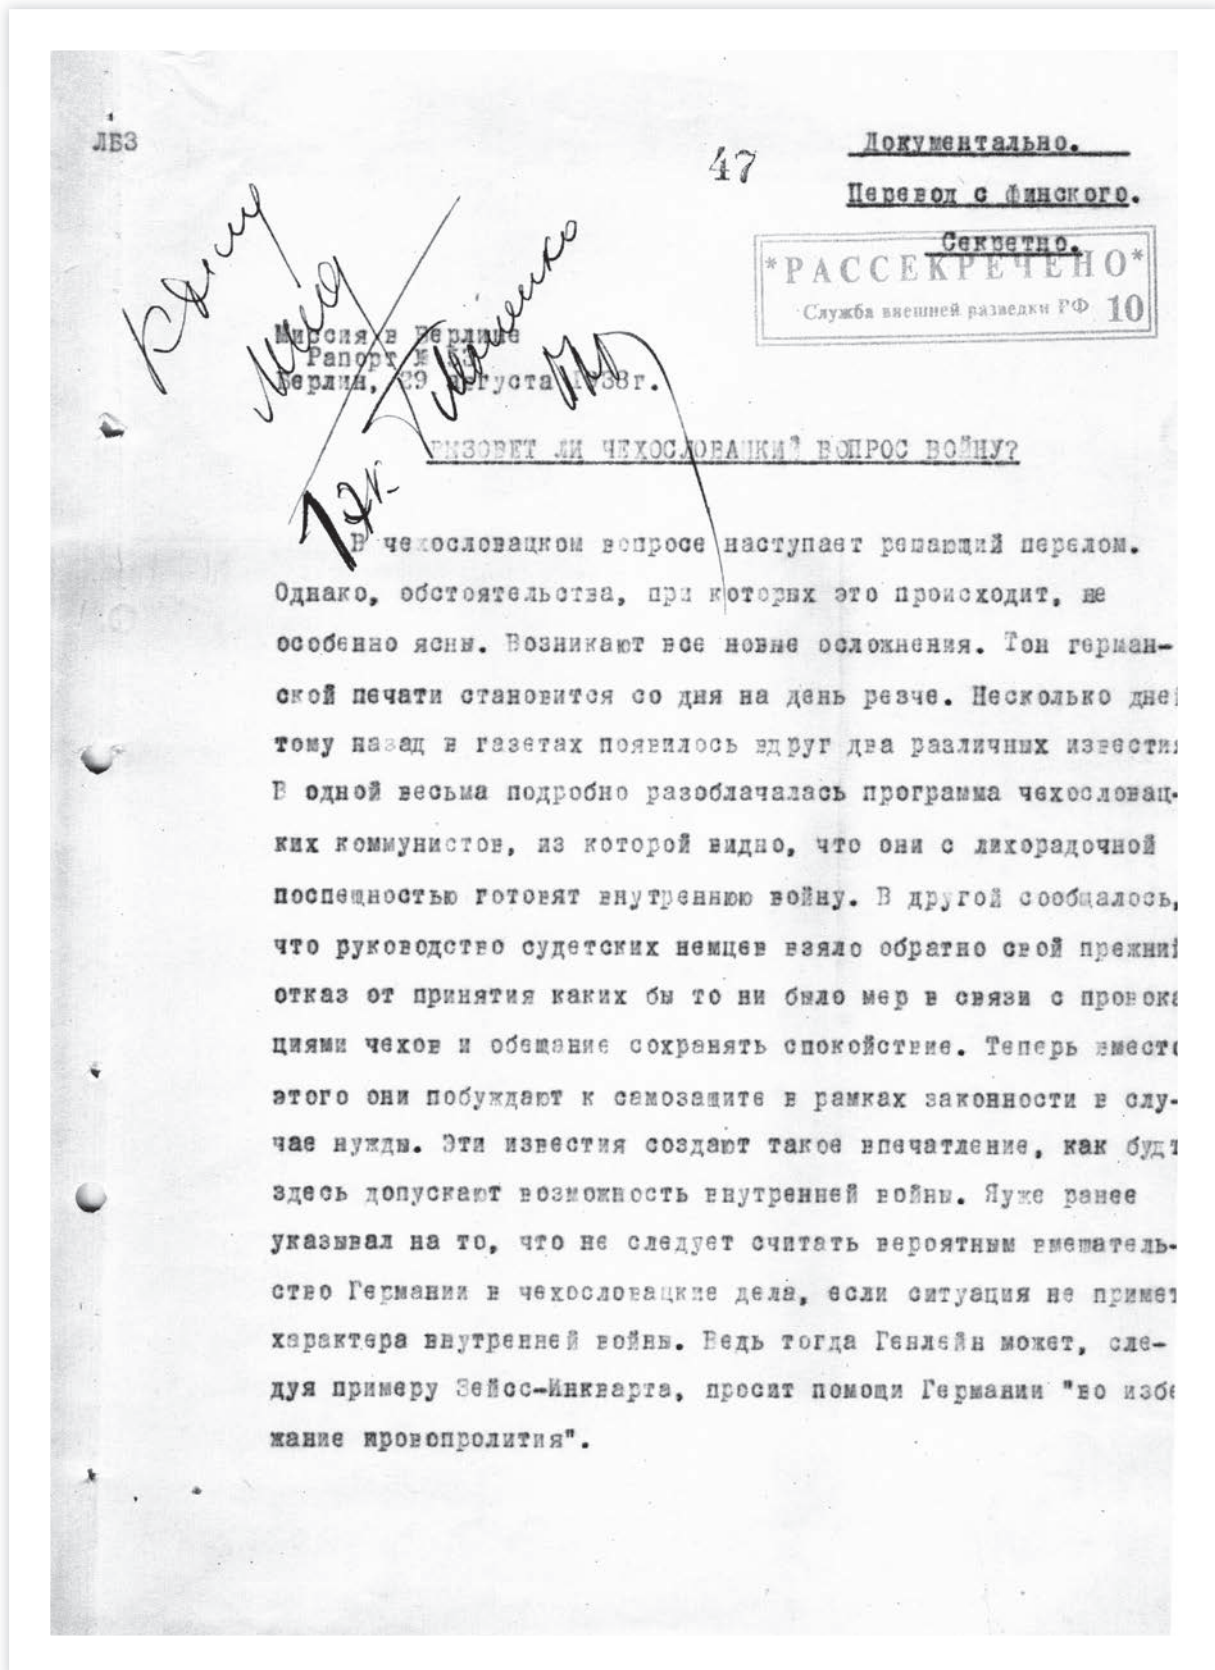 ЛБЗ
47
Документально.
Перевод с финского.
Секретно.
*РАССЕКРЕЧЕНО*
Служба внешней разведки РФ 10
К делу
Миссия в Берлине
Рапорт №
Берлин, 29 августа 1938г.
ВЫЗОВЕТ ЛИ ЧЕХОСЛОВАЦКИЙ ВОПРОС ВОЙНУ?
В чехословацком вопросе наступает решающий перелом.
Однако, обстоятельства, при которых это происходит, не
особенно ясны. Возникают все новые осложнения. Тон герман-
ской печати становится со дня на день резче. Несколько дней
тому назад в газетах появилось вдруг два различных известия
В одной весьма подробно разоблачалась программа чехословац-
ких коммунистов, из которой видно, что они с лихорадочной
поспешностью готовят внутреннюю войну. В другой сообщалось,
что руководство судетских немцев взяло обратно свой прежний
отказ от принятия каких бы то ни было мер в связи с провока
циями чехов и обещание сохранять спокойствие. Теперь вместо
этого они побуждают к самозащите в рамках законности в слу-
чае нужды. Эти известия создают такое впечатление, как будт
здесь допускают возможность внутренней войны. Яуже ранее
указывал на то, что не следует считать вероятным вмешатель-
ство Германии в чехословацкие дела, если ситуация не примет
характера внутренней войны. Ведь тогда Генлейн может, сле-
дуя примеру Зейсс-Инкварта, просит помощи Германии "во избе
жание кровопролития".